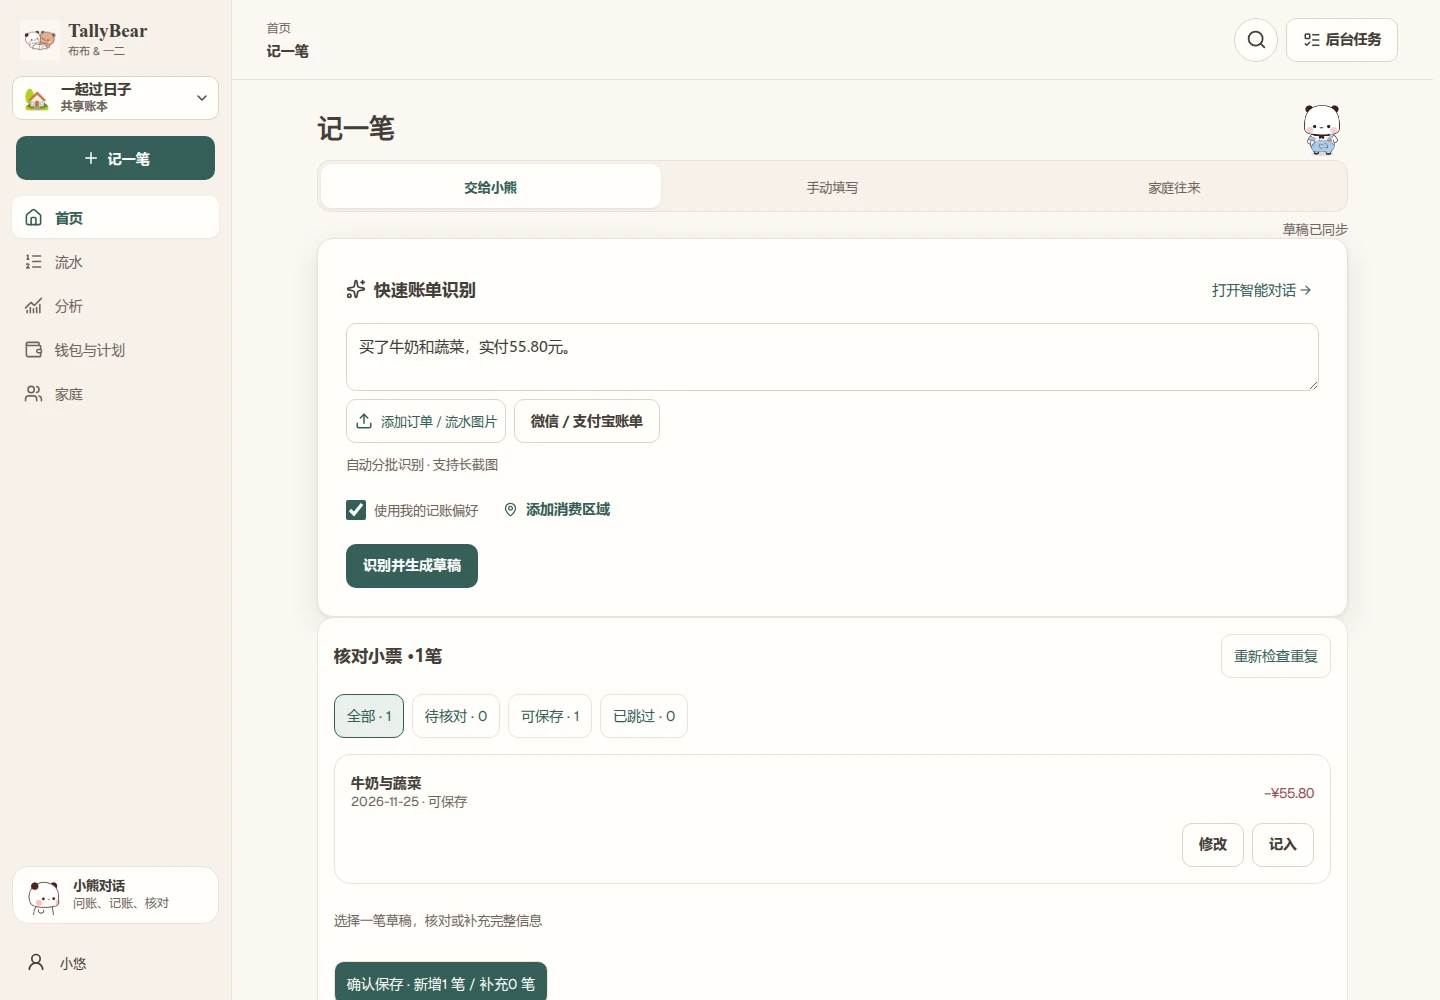 TallyBear
布布 & 一二
一起过日子
共享账本
记一笔
首页
流水
分析
钱包与计划
家庭
小熊对话
问账、记账、核对
小悠
首页
记一笔
后台任务
记一笔
交给小熊
手动填写
家庭往来
草稿已同步
快速账单识别
打开智能对话
买了牛奶和蔬菜，实付55.80元。
添加订单 / 流水图片
微信 / 支付宝账单
自动分批识别 · 支持长截图
使用我的记账偏好
添加消费区域
识别并生成草稿
核对小票 •1笔
重新检查重复
全部 · 1
待核对 · 0
可保存 · 1
已跳过 · 0
牛奶与蔬菜
2026-11-25 · 可保存
−¥55.80
修改
记入
选择一笔草稿，核对或补充完整信息
确认保存 · 新增1 笔 / 补充0 笔